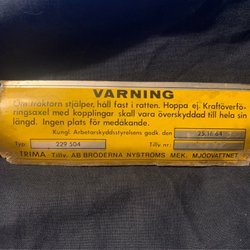 VARNING
Om traktorn stjälper, håll fast i ratten. Hoppa ej. Kraftöverfö-
ringsaxel med kopplingar skall vara överskyddad till hela sin
längd. Ingen plats för medåkande.
Kungl. Arbetarskyddsstyrelsens godk. den 25.11.64
Typ: 229 504 Tillv nr:
TRIMA Tillv. AB BRÖDERNA NYSTRÖMS MEK. MJÖDVATTNET